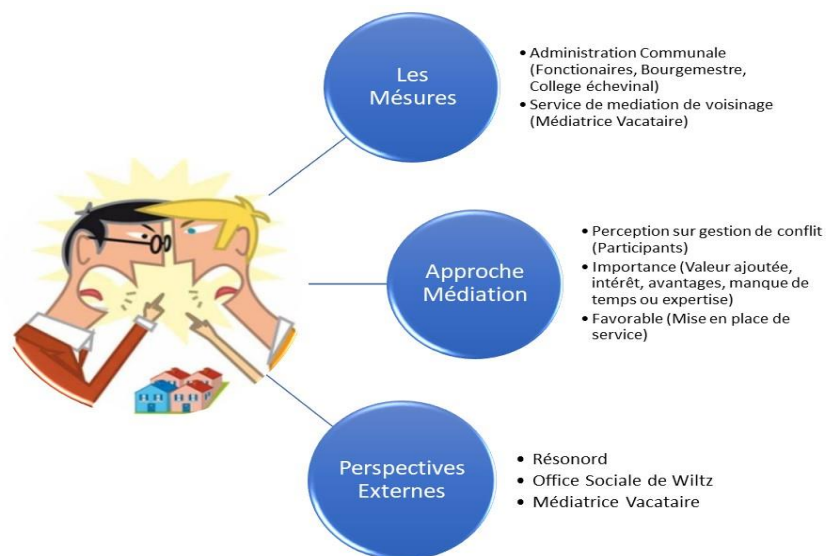 Les
Mésures
• Administration Communale
(Fonctionaires, Bourgemestre,
College échevinal)
• Service de mediation de voisinage
(Médiatrice Vacataire)
Approche
Médiation
• Perception sur gestion de conflit
(Participants)
• Importance (Valeur ajoutée,
intérêt, avantages, manque de
temps ou expertise)
• Favorable (Mise en place de
service)
Perspectives
Externes
• Résonord
• Office Sociale de Wiltz
• Médiatrice Vacataire